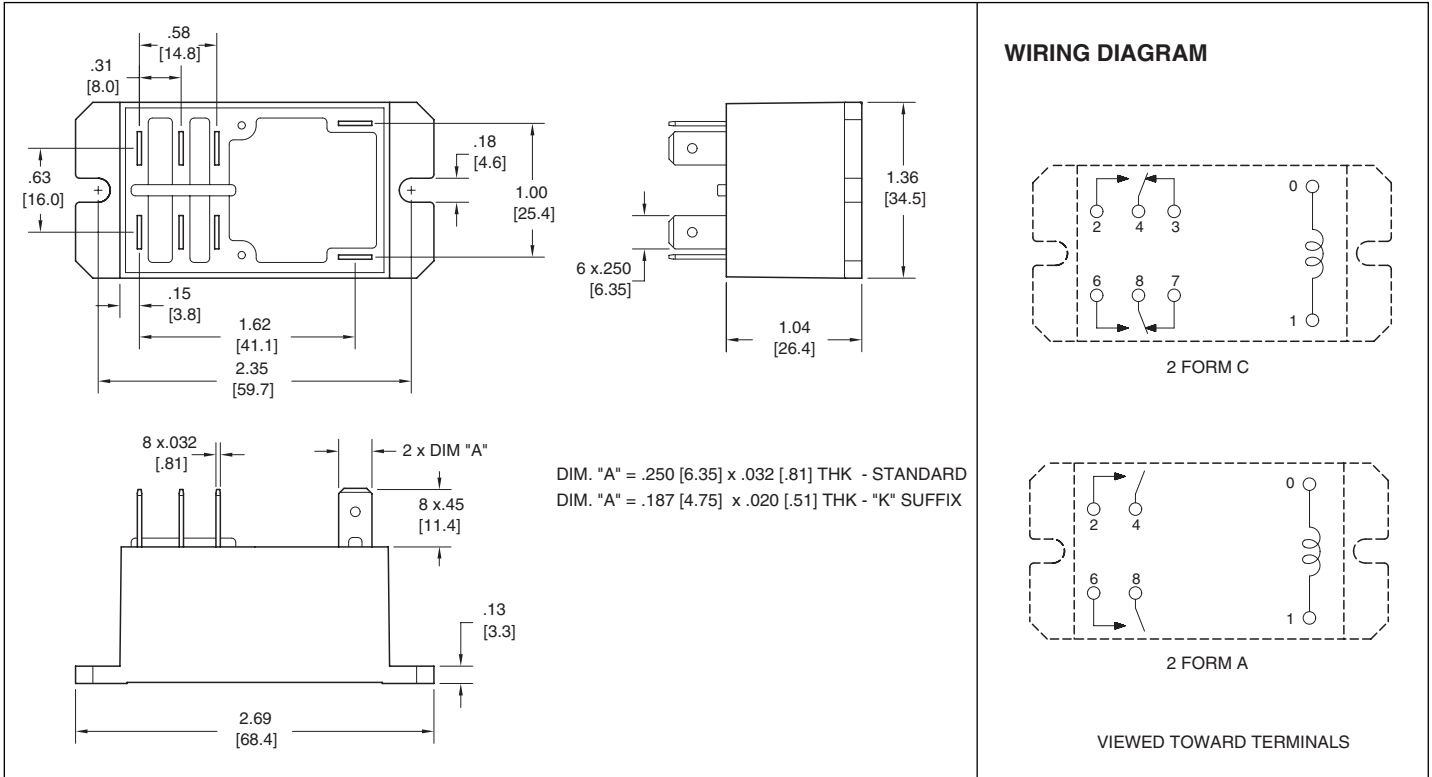 .58
[14.8]
.31
[8.0]
.63
[16.0]
.18
[4.6]
1.00
[25.4]
.15
[3.8]
1.62
[41.1]
2.35
[59.7]
6 x.250
[6.35]
1.36
[34.5]
1.04
[26.4]
8 x.032
[.81]
2 x DIM "A"
8 x.45
[11.4]
.13
[3.3]
2.69
[68.4]
DIM. "A" = .250 [6.35] x .032 [.81] THK - STANDARD
DIM. "A" = .187 [4.75] x .020 [.51] THK - "K" SUFFIX
WIRING DIAGRAM
0
2 4 3
6 8 7
1
2 FORM C
0
2 4
6 8
1
2 FORM A
VIEWED TOWARD TERMINALS